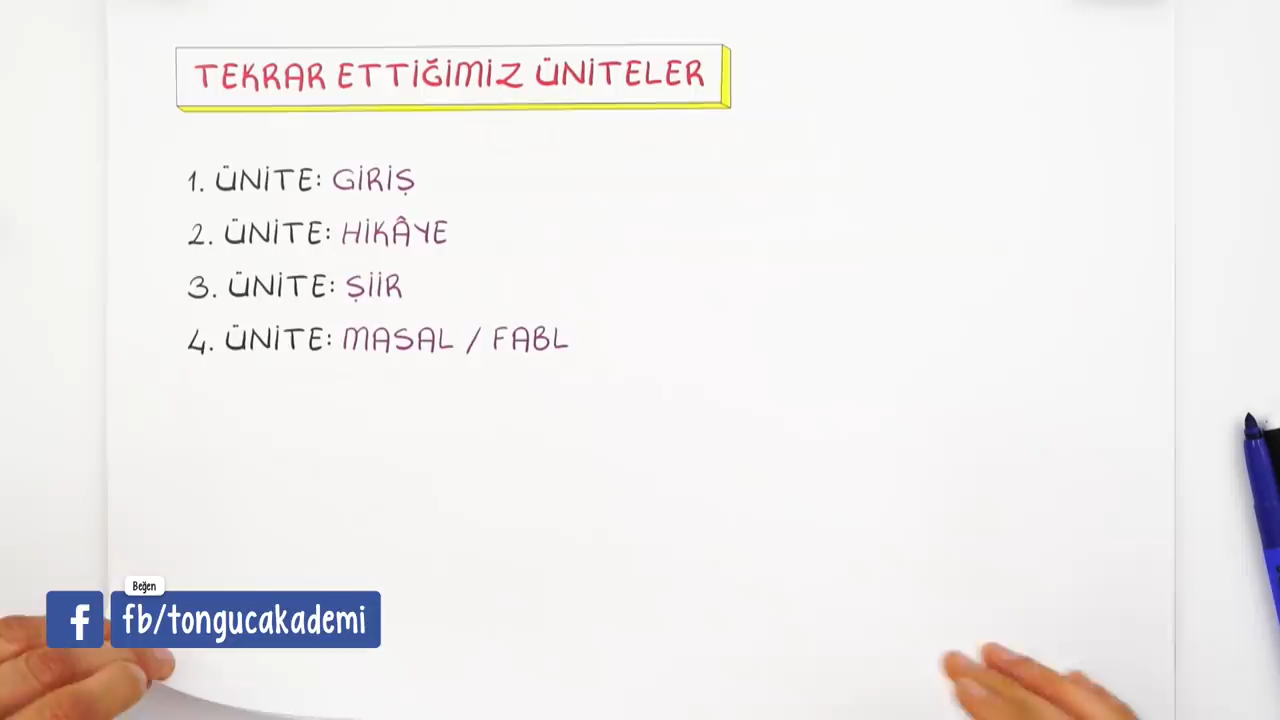 TEKRAR ETTİĞİMİZ ÜNİTELER
1. ÜNİTE: GİRİŞ
2. ÜNİTE: HİKÂYE
3. ÜNİTE: ŞİİR
4. ÜNİTE: MASAL / FABL
Beğen
f fb/tongucakademi